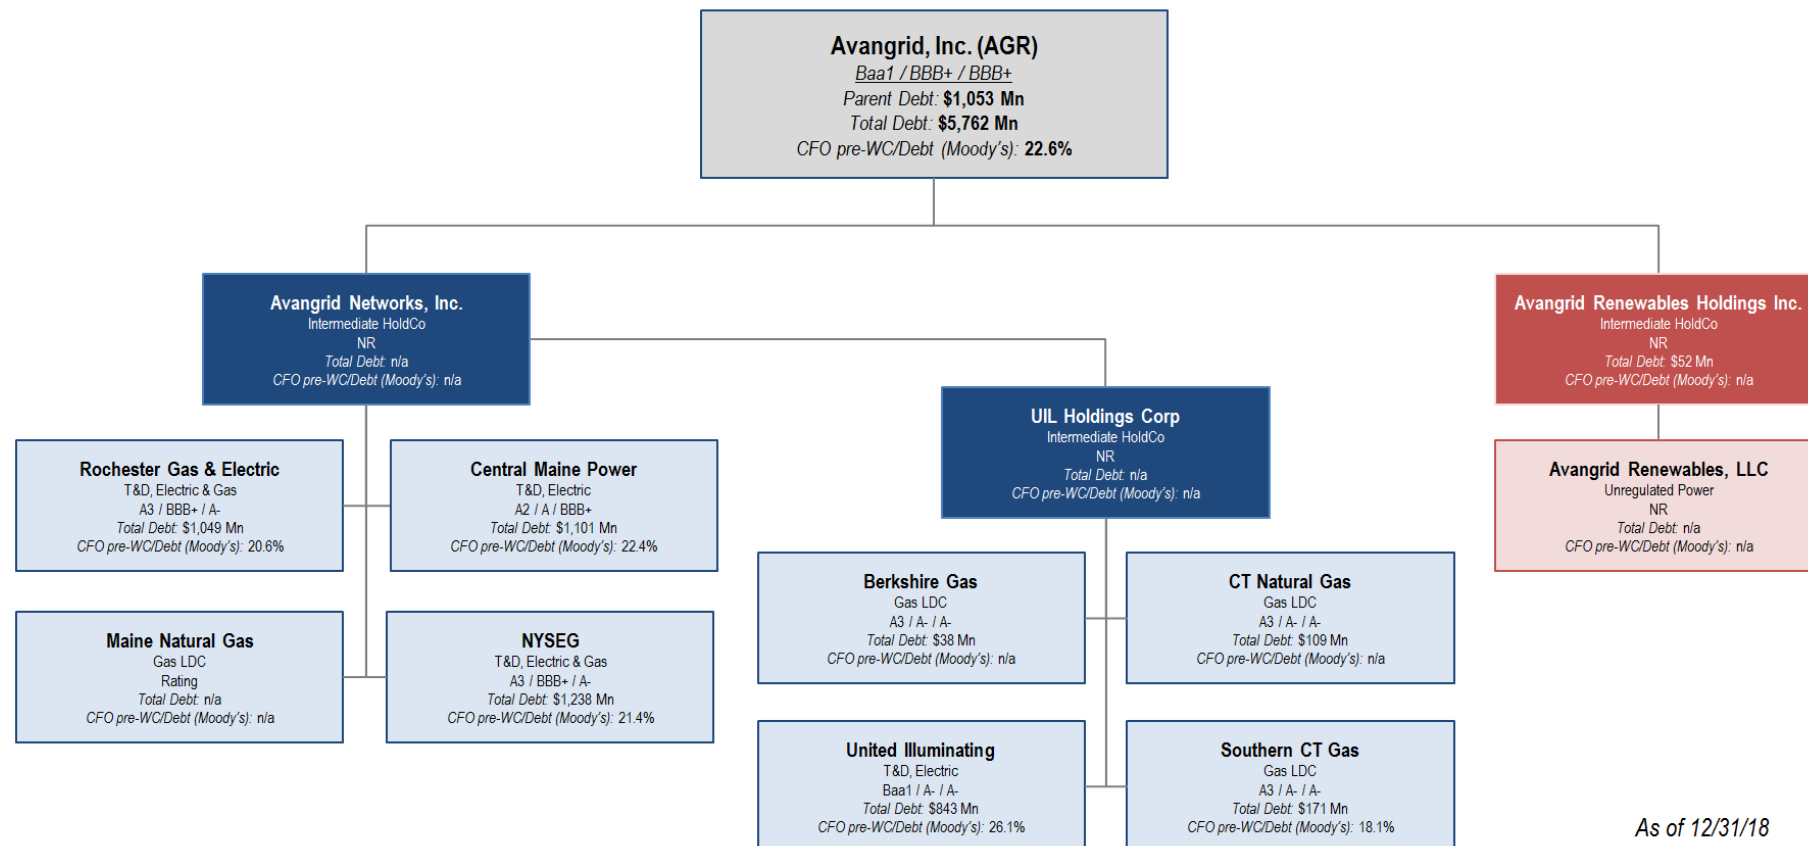 Avangrid, Inc. (AGR)
Baa1 / BBB+ / BBB+
Parent Debt: $1,053 Mn
Total Debt: $5,762 Mn
CFO pre-WC/Debt (Moody's): 22.6%
Avangrid Networks, Inc.
Intermediate HoldCo
NR
Total Debt: n/a
CFO pre-WC/Debt (Moody's): n/a
Avangrid Renewables Holdings Inc.
Intermediate HoldCo
NR
Total Debt: $52 Mn
CFO pre-WC/Debt (Moody's): n/a
UIL Holdings Corp
Intermediate HoldCo
NR
Total Debt: n/a
CFO pre-WC/Debt (Moody's): n/a
Rochester Gas & Electric
T&D, Electric & Gas
A3 / BBB+ / A-
Total Debt: $1,049 Mn
CFO pre-WC/Debt (Moody's): 20.6%
Central Maine Power
T&D, Electric
A2 / A / BBB+
Total Debt: $1,101 Mn
CFO pre-WC/Debt (Moody's): 22.4%
Avangrid Renewables, LLC
Unregulated Power
NR
Total Debt: n/a
CFO pre-WC/Debt (Moody's): n/a
Berkshire Gas
Gas LDC
A3 / A- / A-
Total Debt: $38 Mn
CFO pre-WC/Debt (Moody's): n/a
CT Natural Gas
Gas LDC
A3 / A- / A-
Total Debt: $109 Mn
CFO pre-WC/Debt (Moody's): n/a
Maine Natural Gas
Gas LDC
Rating
Total Debt: n/a
CFO pre-WC/Debt (Moody's): n/a
NYSEG
T&D, Electric & Gas
A3 / BBB+ / A-
Total Debt: $1,238 Mn
CFO pre-WC/Debt (Moody's): 21.4%
United Illuminating
T&D, Electric
Baa1 / A- / A-
Total Debt: $843 Mn
CFO pre-WC/Debt (Moody's): 26.1%
Southern CT Gas
Gas LDC
A3 / A- / A-
Total Debt: $171 Mn
CFO pre-WC/Debt (Moody's): 18.1%
As of 12/31/18